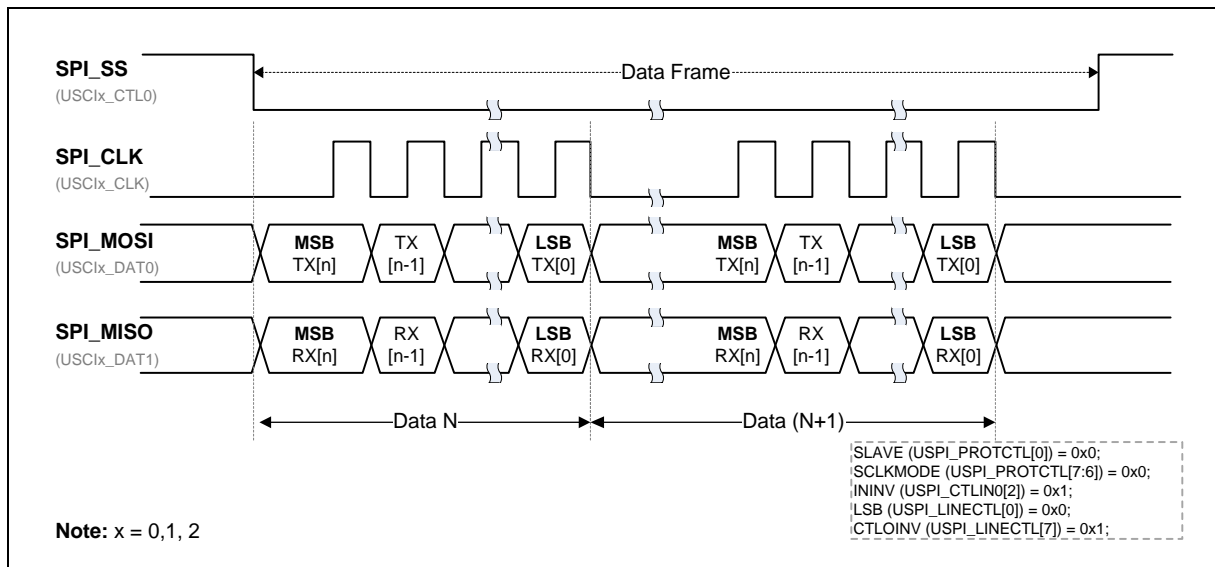 SPI_SS
(USCIx_CTL0)
Data Frame
SPI_CLK
(USCIx_CLK)
SPI_MOSI
(USCIx_DAT0)
MSB TX LSB MSB TX LSB
TX[n] [n-1] TX[0] TX[n] [n-1] TX[0]
SPI_MISO
(USCIx_DAT1)
MSB RX LSB MSB RX LSB
RX[n] [n-1] RX[0] RX[n] [n-1] RX[0]
Data N Data (N+1)
SLAVE (USPI_PROTCTL[0]) = 0x0;
SCLKMODE (USPI_PROTCTL[7:6]) = 0x0;
ININV (USPI_CTLIN0[2]) = 0x1;
LSB (USPI_LINECTL[0]) = 0x0;
CTLOINV (USPI_LINECTL[7]) = 0x1;
Note: x = 0,1, 2